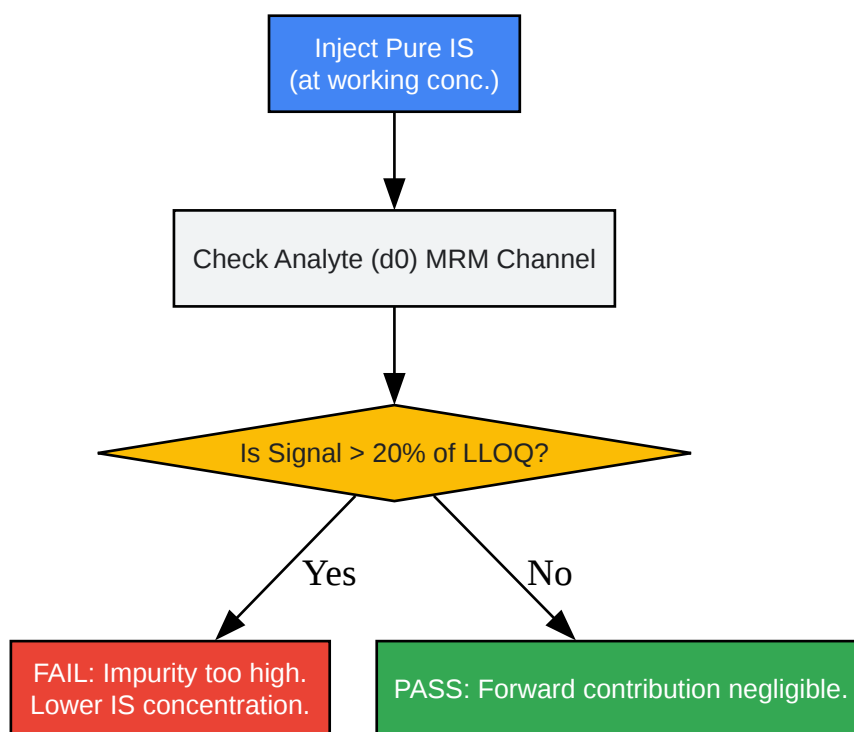 Inject Pure IS
(at working conc.)
Check Analyte (d0) MRM Channel
Is Signal > 20% of LLOQ?
Yes
No
FAIL: Impurity too high.
Lower IS concentration.
PASS: Forward contribution negligible.